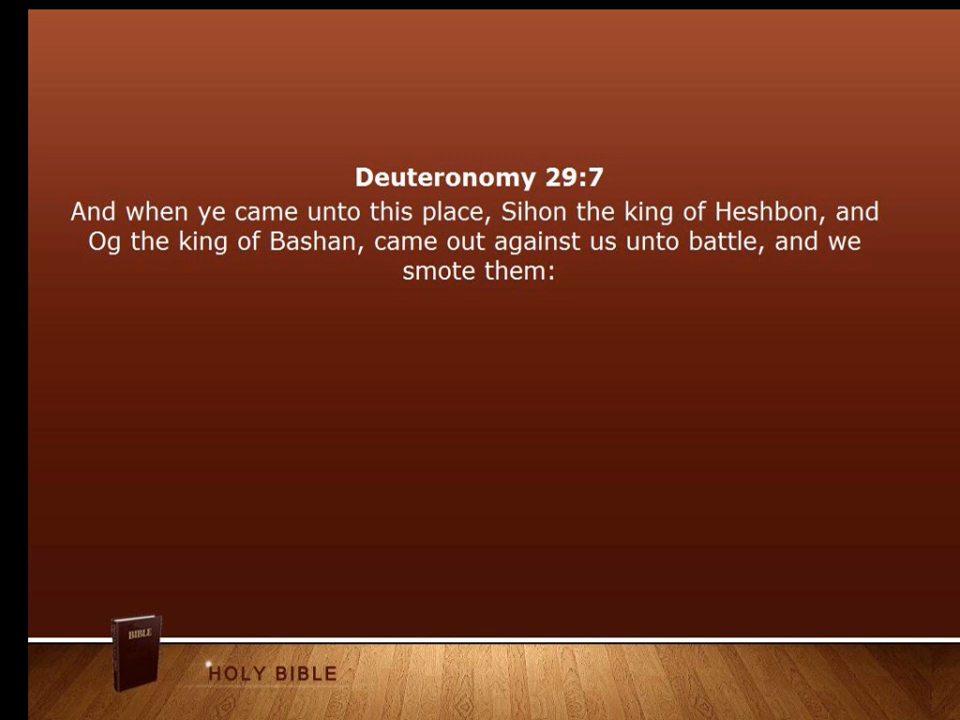 Deuteronomy 29:7
And when ye came unto this place, Sihon the king of Heshbon, and
Og the king of Bashan, came out against us unto battle, and we
smote them:
BIBLE
HOLY BIBLE